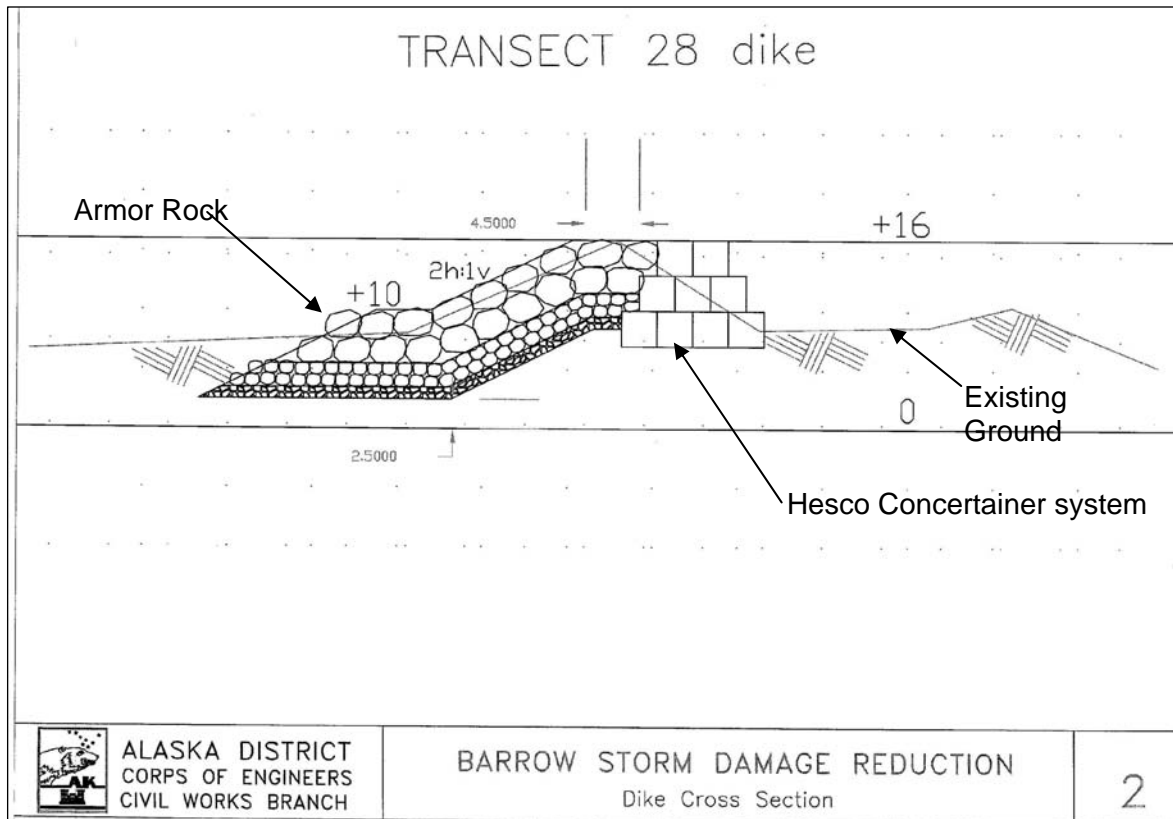 TRANSECT 28 dike
Armor Rock
4.5000
+16
2h:1v
+10
Existing
Ground
0
2.5000
Hesco Concertainer system
AK
ALASKA DISTRICT
CORPS OF ENGINEERS
CIVIL WORKS BRANCH
BARROW STORM DAMAGE REDUCTION
Dike Cross Section
2